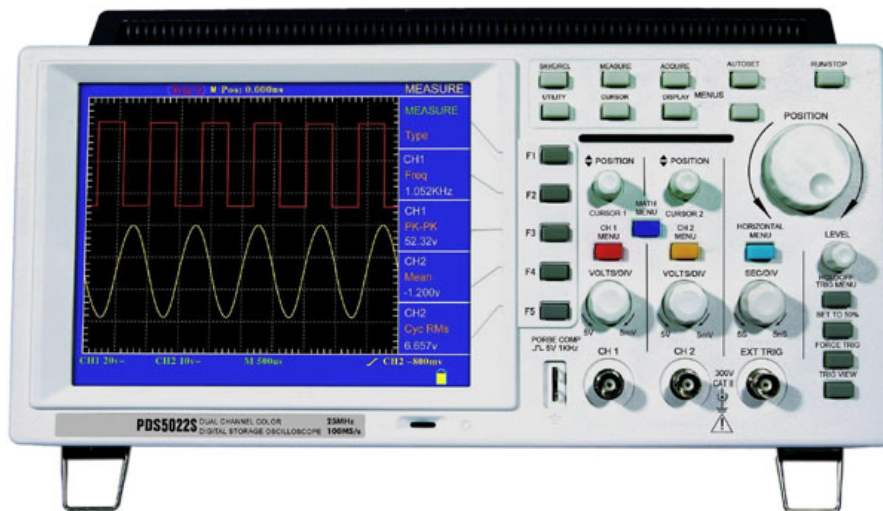 M Pos: 0.000ns
MEASURE
MEASURE
Type
CH1
Freq
1.052KHz
CH1
PK-PK
52.32v
CH2
Mean
-1.200v
CH2
Cyc RMs
6.657v
CH1 20v~ CH2 10v~ M 500us CH2 -800mv
SAVE/RCL MEASURE ACQUIRE AUTOSET RUN/STOP
UTILITY CURSOR DISPLAY MENUS
F1
F2
F3
F4
F5
POSITION POSITION POSITION
CURSOR 1 MATH MENU CURSOR 2
CH 1 MENU CH 2 MENU HORIZONTAL MENU LEVEL
VOLTS/DIV VOLTS/DIV SEC/DIV
HOLDOFF
TRIG MENU
SET TO 50%
FORCE TRIG
TRIG VIEW
5V 5mV 5V 5mV 5S 5nS
PORBE COMP
5V 1KHz
CH 1 CH 2 EXT TRIG
300V
CAT II
PDS5022S DUAL CHANNEL COLOR 25MHz
DIGITAL STORAGE OSCILLOSCOPE 100MS/s